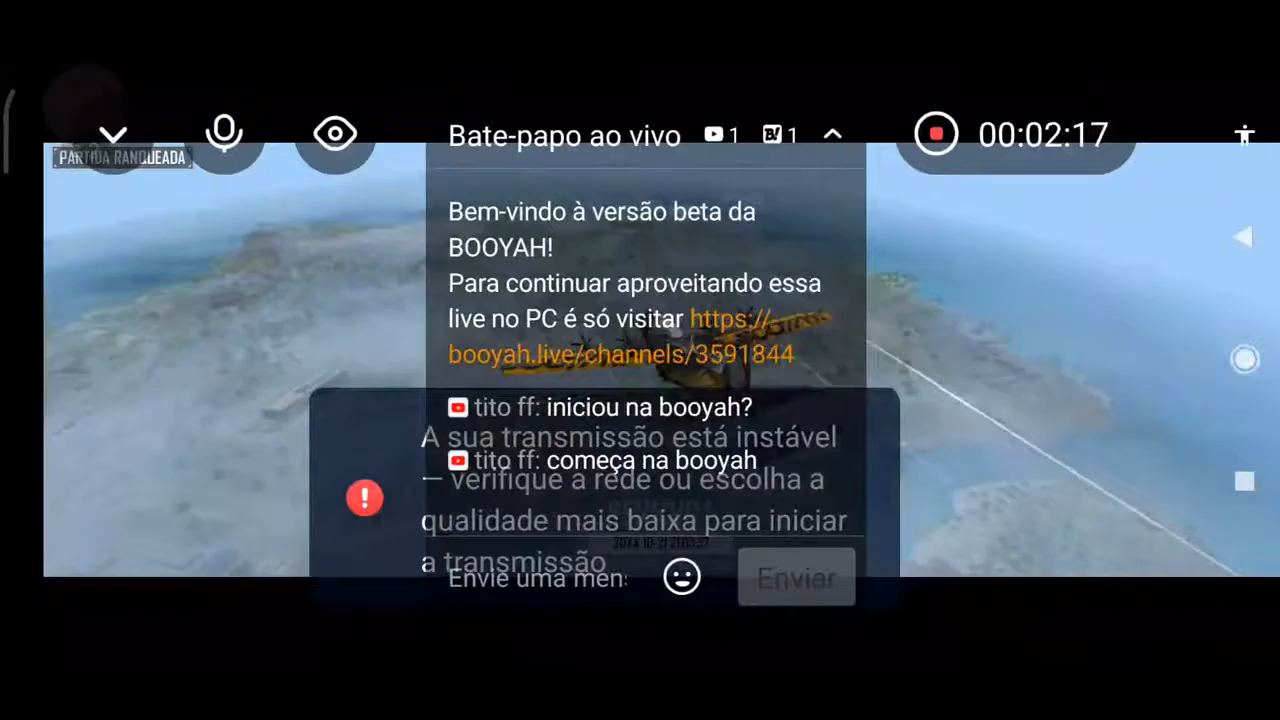 Bate-papo ao vivo 1 1
00:02:17
PARTIDA RANQUEADA
Bem-vindo à versão beta da
BOOYAH!
Para continuar aproveitando essa
live no PC é só visitar https://
booyah.live/channels/3591844
tito ff: iniciou na booyah?
A sua transmissão está instável
tito ff: começa na booyah
— verifique a rede ou escolha a
qualidade mais baixa para iniciar
a transmissão
Envie uma men
Enviar